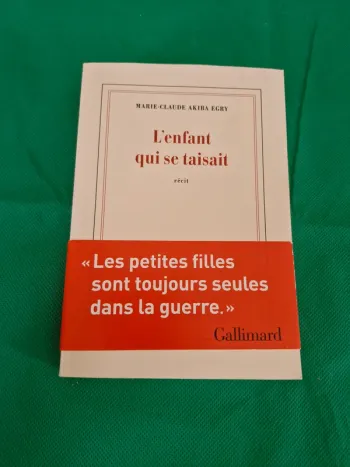 MARIE-CLAUDE AKIBA EGRY
L'enfant
qui se taisait
récit
« Les petites filles
sont toujours seules
dans la guerre. »
Gallimard